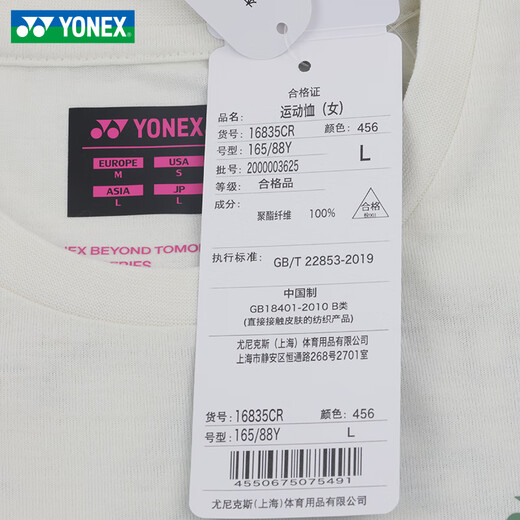 YONEX
YONEX
EUROPE
M
USA
S
ASIA
L
JP
L
EX BEYOND TOMO
合格证
品名: 运动恤(女)
货号: 16835CR 颜色: 456
号型: 165/88Y L
批号: 2000003625
等级: 合格品
成分:
聚酯纤维 100%
合格
执行标准: GB/T 22853-2019
中国制
GB18401-2010 B类
(直接接触皮肤的纺织产品)
尤尼克斯(上海)体育用品有限公司
上海市静安区恒通路268号2701室
货号: 16835CR 颜色: 456
号型: 165/88Y L
4550675075491
尤尼克斯(上海)体育用品有限公司